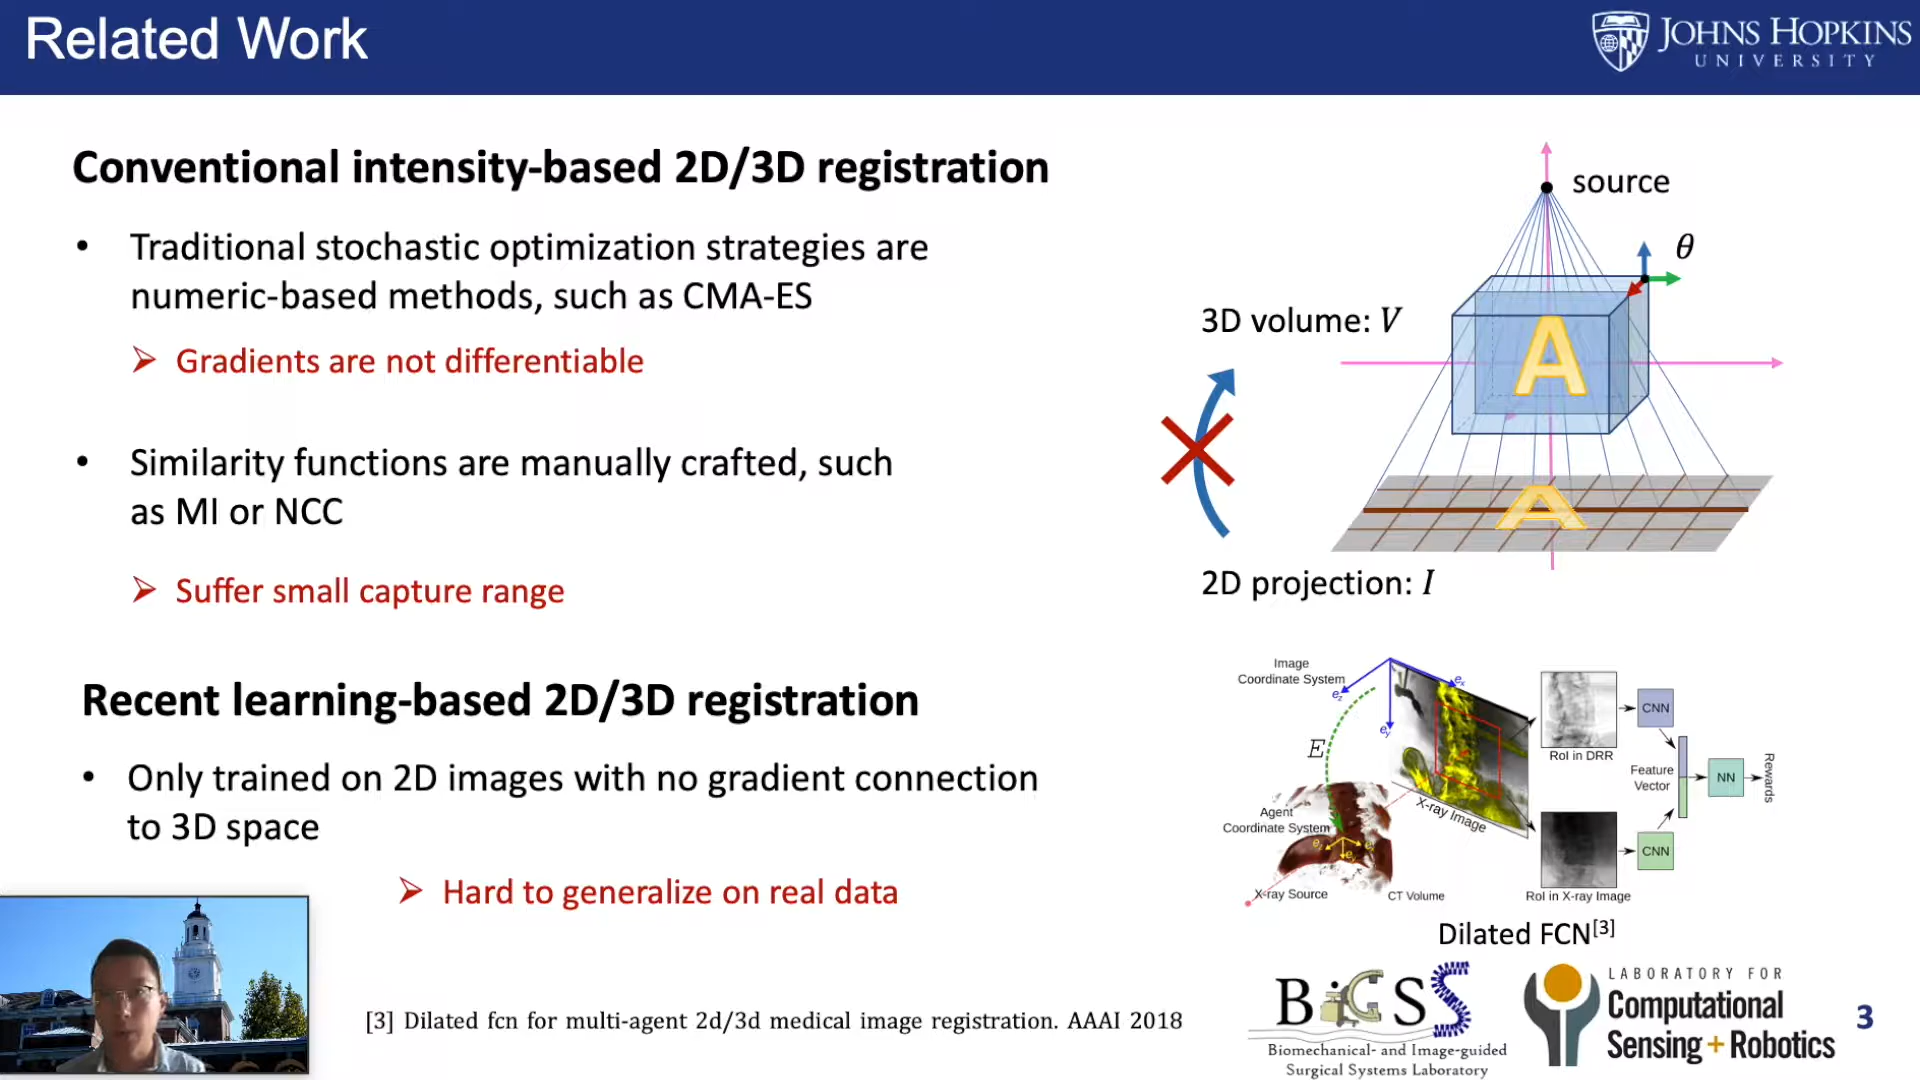 Related Work
JOHNS HOPKINS
UNIVERSITY
Conventional intensity-based 2D/3D registration
• Traditional stochastic optimization strategies are
numeric-based methods, such as CMA-ES
➢ Gradients are not differentiable
• Similarity functions are manually crafted, such
as MI or NCC
➢ Suffer small capture range
Recent learning-based 2D/3D registration
• Only trained on 2D images with no gradient connection
to 3D space
➢ Hard to generalize on real data
source
θ
3D volume: V
A
A
2D projection: I
Image
Coordinate System
ez
ex
ey
E
X-ray Image
Agent
Coordinate System
X-ray Source
CT Volume
RoI in DRR
RoI in X-ray Image
CNN
Feature
Vector
NN
Rewards
CNN
Dilated FCN[3]
[3] Dilated fcn for multi-agent 2d/3d medical image registration. AAAI 2018
BiGSS
Biomechanical- and Image-guided
Surgical Systems Laboratory
LABORATORY FOR
Computational
Sensing + Robotics
3